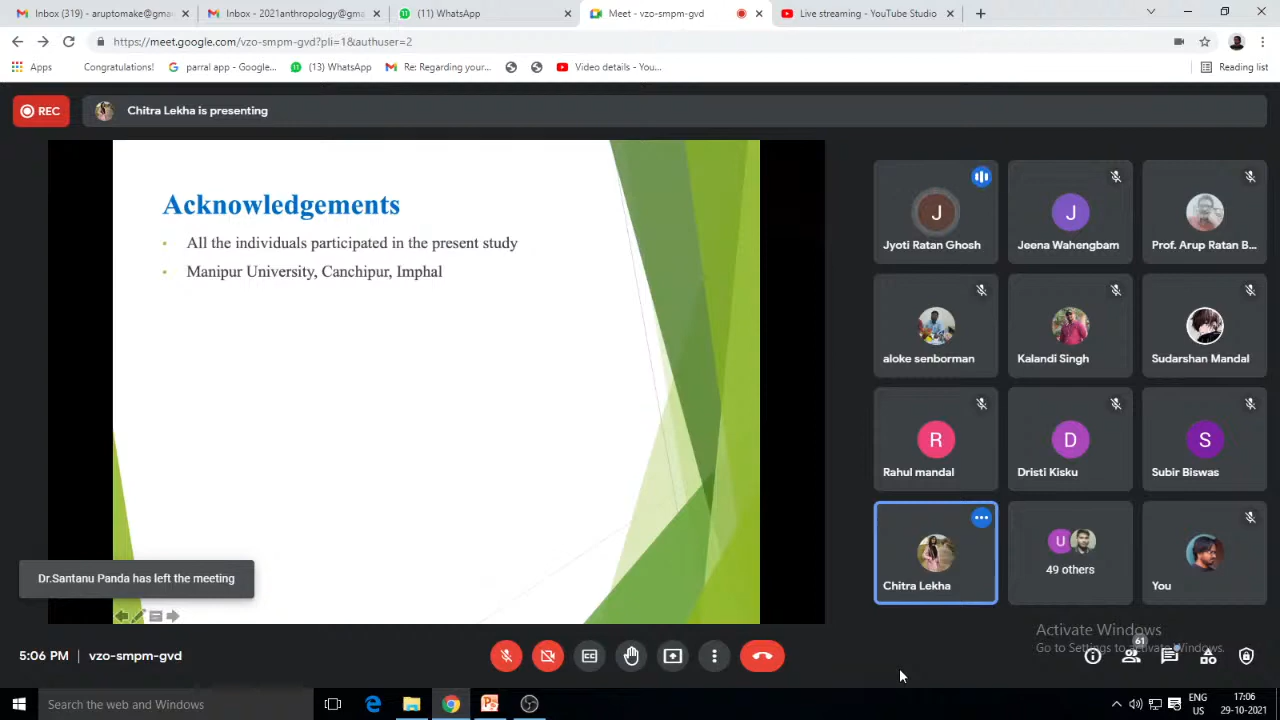 Inbox (319) - aruptomake@gmai
Inbox - 2021anthropology@gma
(11) WhatsApp
Meet - vzo-smpm-gvd
Live streaming - YouTube Studio
https://meet.google.com/vzo-smpm-gvd?pli=1&authuser=2
Apps
Congratulations!
parral app - Google...
(13) WhatsApp
Re: Regarding your...
Video details - You...
Reading list
REC
Chitra Lekha is presenting
Acknowledgements
• All the individuals participated in the present study
• Manipur University, Canchipur, Imphal
J
Jyoti Ratan Ghosh
J
Jeena Wahengbam
Prof. Arup Ratan B...
aloke senborman
Kalandi Singh
Sudarshan Mandal
R
Rahul mandal
D
Dristi Kisku
S
Subir Biswas
Chitra Lekha
U
49 others
You
Dr.Santanu Panda has left the meeting
Activate Windows
Go to Settings to activate Windows.
5:06 PM | vzo-smpm-gvd
61
Search the web and Windows
ENG
US
17:06
29-10-2021